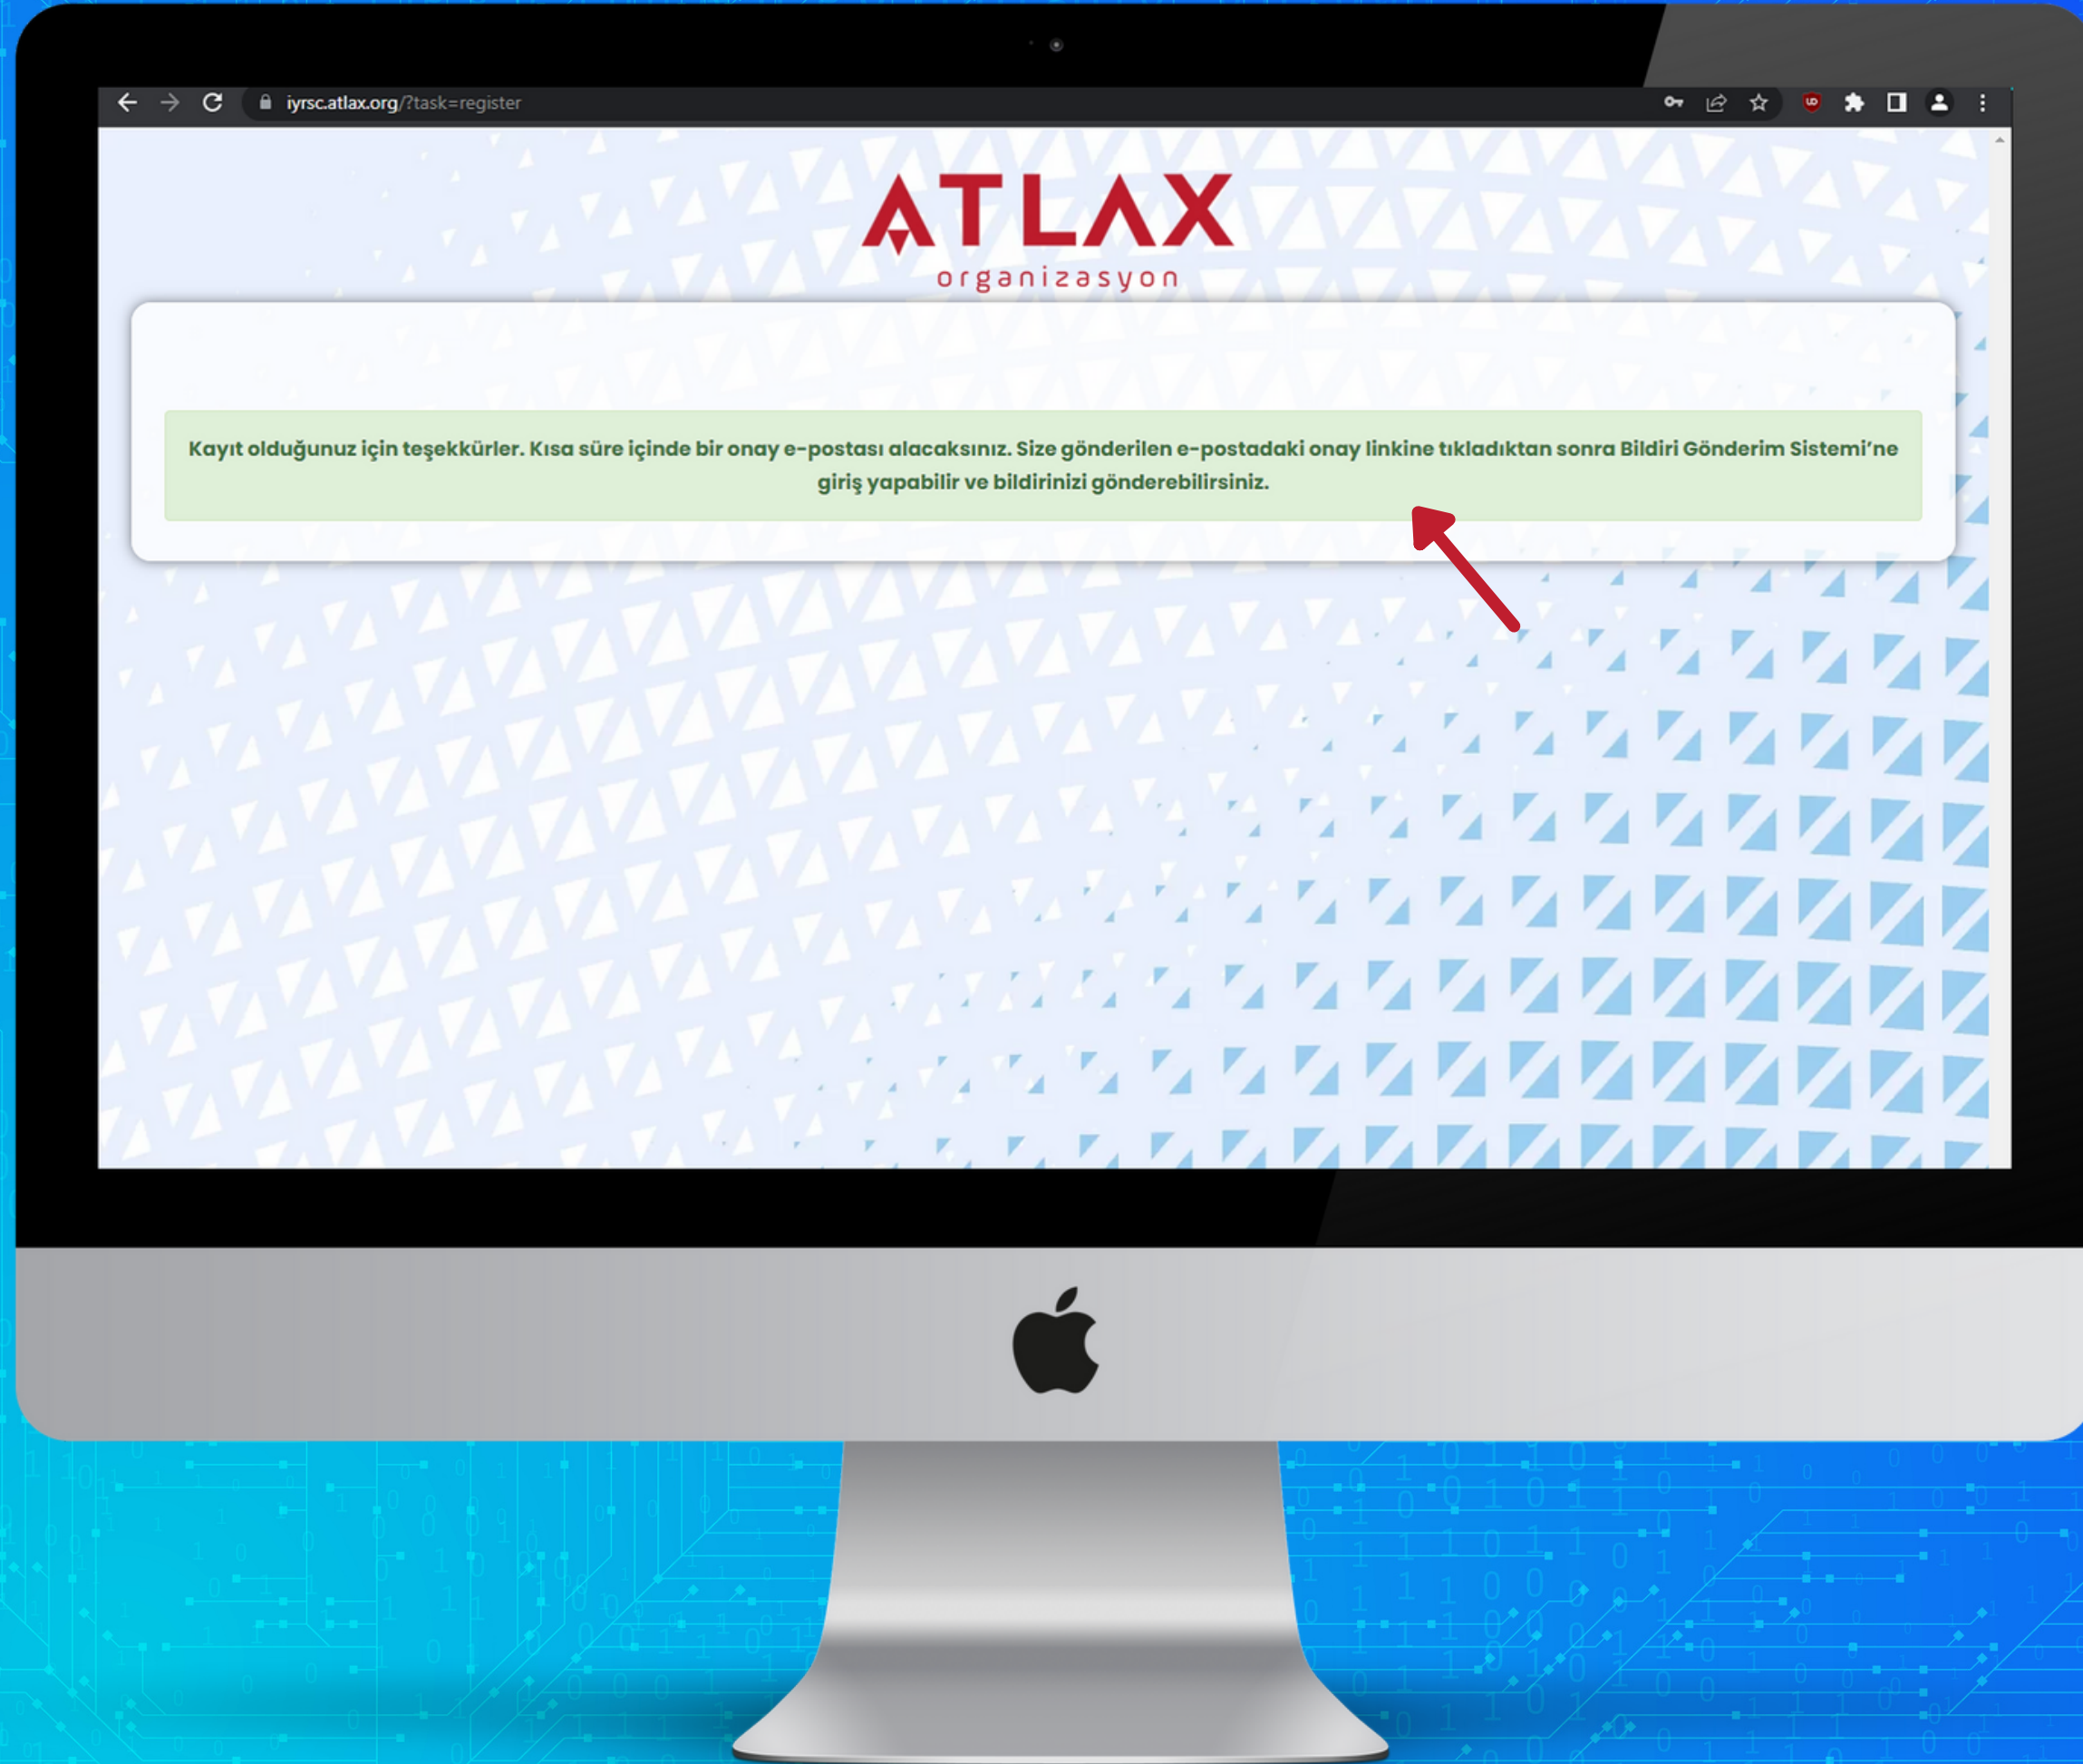 iyrsc.atlax.org/?task=register
ATLAX
organizasyon
Kayıt olduğunuz için teşekkürler. Kısa süre içinde bir onay e-postası alacaksınız. Size gönderilen e-postadaki onay linkine tıkladıktan sonra Bildiri Gönderim Sistemi’ne
giriş yapabilir ve bildirinizi gönderebilirsiniz.